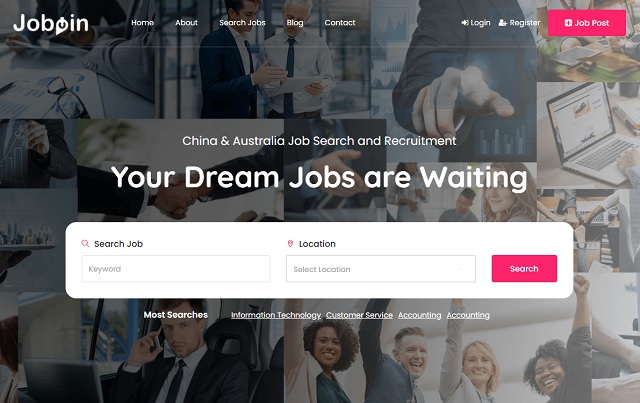 Jobpin
Home About Search Jobs Blog Contact Login Register Job Post
China & Australia Job Search and Recruitment
Your Dream Jobs are Waiting
Search Job Location
Keyword Select Location Search
Most Searches Information Technology Customer Service Accounting Accounting